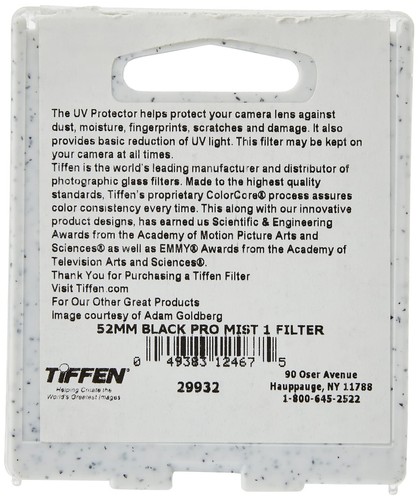 The UV Protector helps protect your camera lens against
dust, moisture, fingerprints, scratches and damage. It also
provides basic reduction of UV light. This filter may be kept on
your camera at all times.
Tiffen is the world's leading manufacturer and distributor of
photographic glass filters. Made to the highest quality
standards, Tiffen's proprietary ColorCore® process assures
color consistency every time. This along with our innovative
product designs, has earned us Scientific & Engineering
Awards from the Academy of Motion Picture Arts and
Sciences® as well as EMMY® Awards from the Academy of
Television Arts and Sciences®.
Thank You for Purchasing a Tiffen Filter
Visit Tiffen.com
For Our Other Great Products
Image courtesy of Adam Goldberg
52MM BLACK PRO MIST 1 FILTER
0 49383 12467 5
TIFFEN®
Helping Create the
World's Greatest Images
29932
90 Oser Avenue
Hauppauge, NY 11788
1-800-645-2522